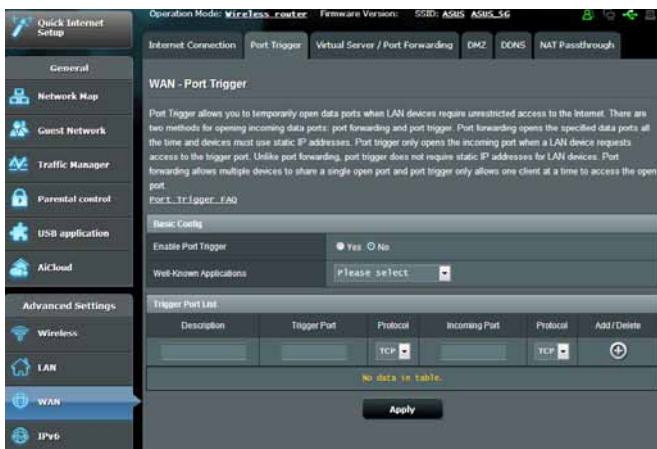 Quick Internet
Setup
Operation Mode: Wireless router Firmware Version: SSID: ASUS ASUS_5G
Internet Connection Port Trigger Virtual Server / Port Forwarding DMZ DDNS NAT Passthrough
General
Network Map
Guest Network
Traffic Manager
Parental control
USB application
AiCloud
Advanced Settings
Wireless
LAN
WAN
IPv6
WAN - Port Trigger
Port Trigger allows you to temporarily open data ports when LAN devices require unrestricted access to the Internet. There are
two methods for opening incoming data ports: port forwarding and port trigger. Port forwarding opens the specified data ports all
the time and devices must use static IP addresses. Port trigger only opens the incoming port when a LAN device requests
access to the trigger port. Unlike port forwarding, port trigger does not require static IP addresses for LAN devices. Port
forwarding allows multiple devices to share a single open port and port trigger only allows one client at a time to access the open
port.
Port Trigger FAQ
Basic Config
Enable Port Trigger Yes No
Well-Known Applications Please select
Trigger Port List
Description Trigger Port Protocol Incoming Port Protocol Add / Delete
TCP TCP
No data in table.
Apply